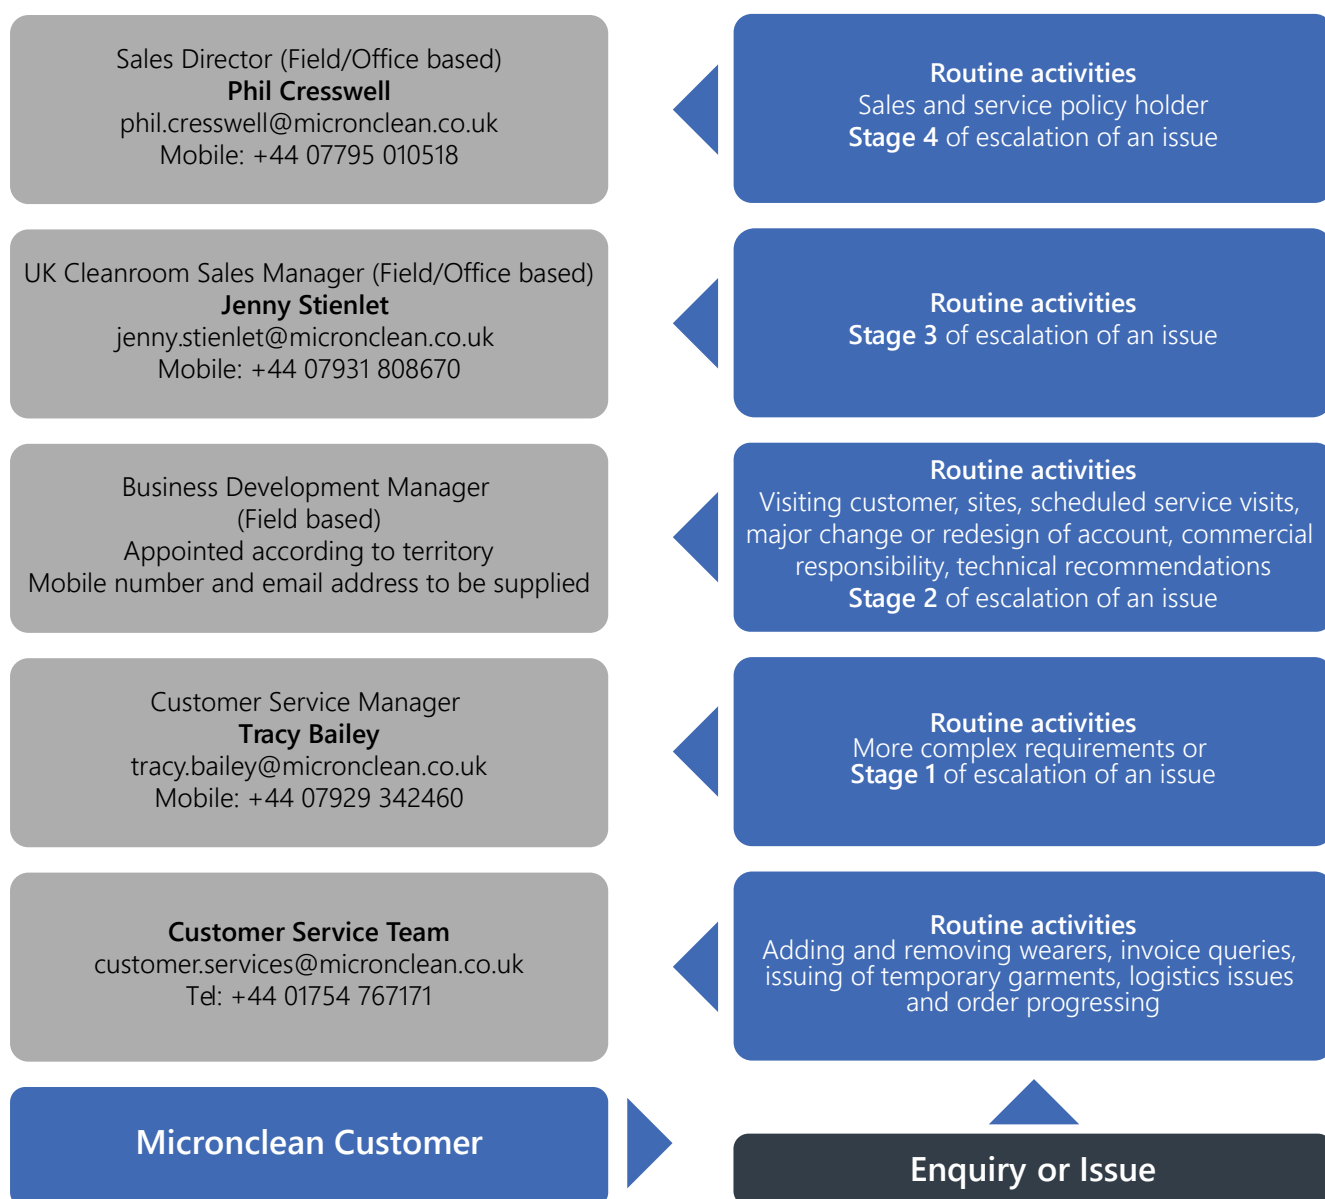 Sales Director (Field/Office based)
Phil Cresswell
phil.cresswell@micronclean.co.uk
Mobile: +44 07795 010518
Routine activities
Sales and service policy holder
Stage 4 of escalation of an issue
UK Cleanroom Sales Manager (Field/Office based)
Jenny Stienlet
jenny.stienlet@micronclean.co.uk
Mobile: +44 07931 808670
Routine activities
Stage 3 of escalation of an issue
Business Development Manager
(Field based)
Appointed according to territory
Mobile number and email address to be supplied
Routine activities
Visiting customer, sites, scheduled service visits,
major change or redesign of account, commercial
responsibility, technical recommendations
Stage 2 of escalation of an issue
Customer Service Manager
Tracy Bailey
tracy.bailey@micronclean.co.uk
Mobile: +44 07929 342460
Routine activities
More complex requirements or
Stage 1 of escalation of an issue
Customer Service Team
customer.services@micronclean.co.uk
Tel: +44 01754 767171
Routine activities
Adding and removing wearers, invoice queries,
issuing of temporary garments, logistics issues
and order progressing
Micronclean Customer
Enquiry or Issue